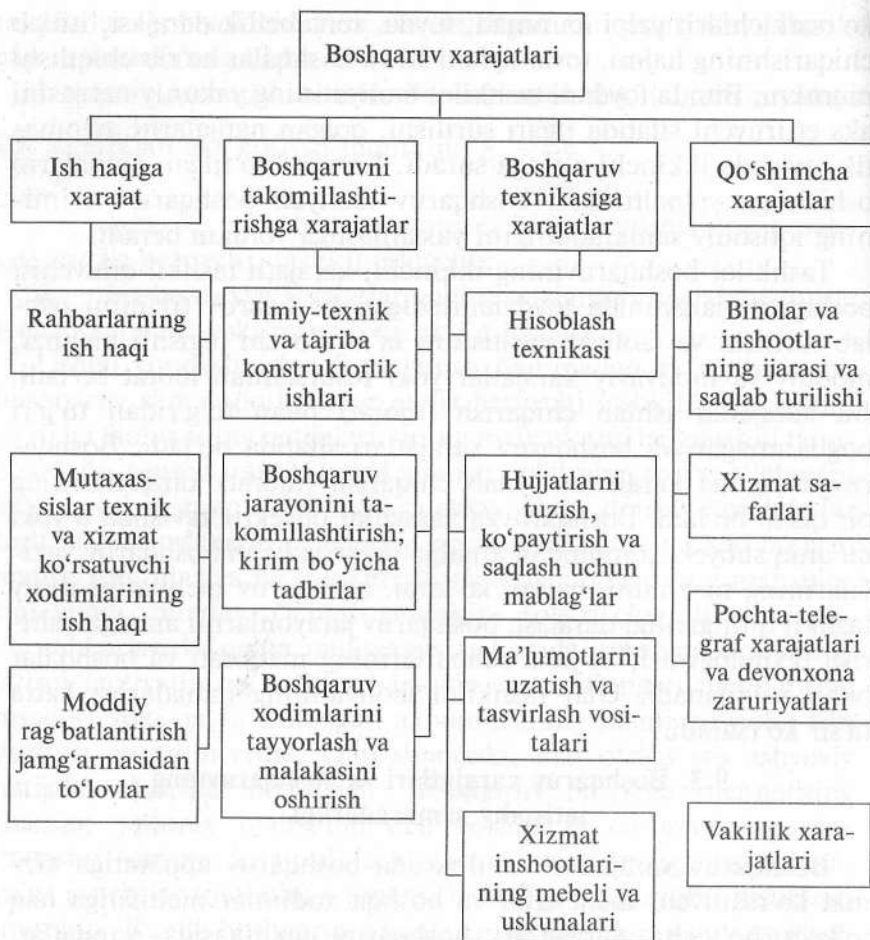 Boshqaruv xarajatlari
Ish haqiga
xarajat
Boshqaruvni
takomillashti-
rishga xarajatlar
Boshqaruv
texnikasiga
xarajatlar
Qo‘shimcha
xarajatlar
Rahbarlarning
ish haqi
Ilmiy-texnik
va tajriba
konstruktorlik
ishlari
Hisoblash
texnikasi
Binolar va
inshootlar-
ning ijarasi va
saqlab turilishi
Mutaxas-
sislar texnik
va xizmat
ko‘rsatuvchi
xodimlarining
ish haqi
Boshqaruv
jarayonini ta-
komillashtirish;
kirim bo‘yicha
tadbirlar
Hujjatlarni
tuzish,
ko‘paytirish va
saqlash uchun
mablag‘lar
Xizmat sa-
farlari
Pochta-tele-
graf xarajatlari
va devonxona
zaruriyatlari
Moddiy
rag‘batlantirish
jamg‘armasidan
to‘lovlar
Boshqaruv
xodimlarini
tayyorlash va
malakasini
oshirish
Ma’lumotlarni
uzatish va
tasvirlash vosi-
talari
Xizmat
inshootlari-
ning mebeli va
uskunalari
Vakillik xara-
jatlari